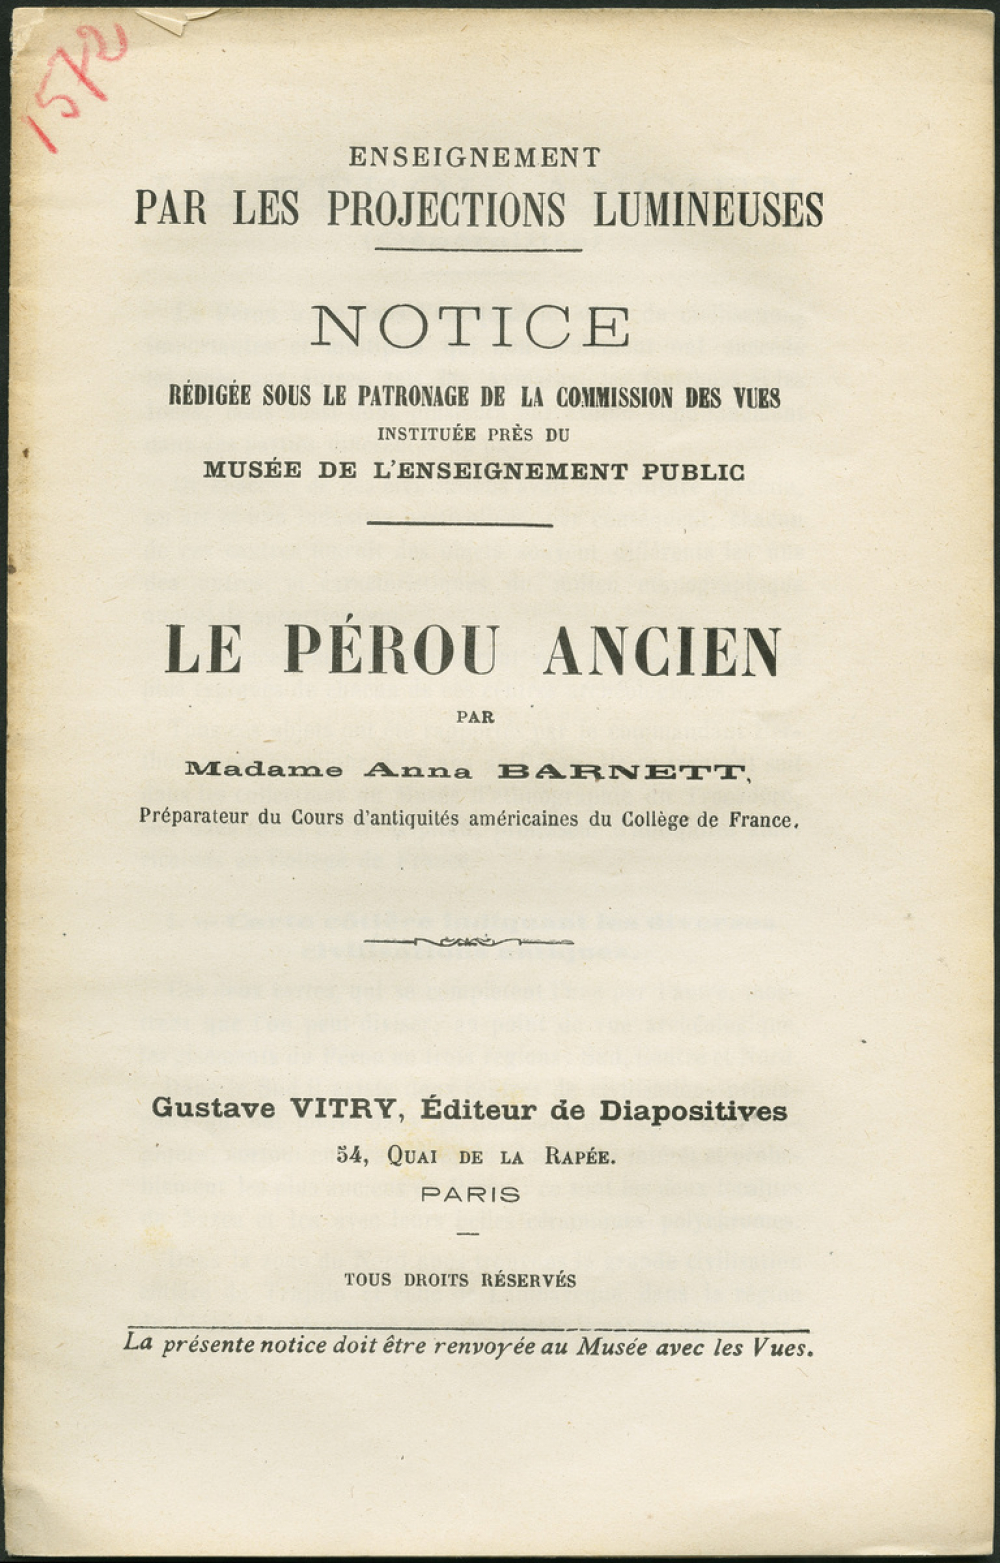 1572
ENSEIGNEMENT
PAR LES PROJECTIONS LUMINEUSES
NOTICE
RÉDIGÉE SOUS LE PATRONAGE DE LA COMMISSION DES VUES
INSTITUÉE PRÈS DU
MUSÉE DE L'ENSEIGNEMENT PUBLIC
LE PÉROU ANCIEN
PAR
Madame Anna BARNETT,
Préparateur du Cours d'antiquités américaines du Collège de France.
Gustave VITRY, Éditeur de Diapositives
54, QUAI DE LA RAPÉE.
PARIS
TOUS DROITS RÉSERVÉS
La présente notice doit être renvoyée au Musée avec les Vues.